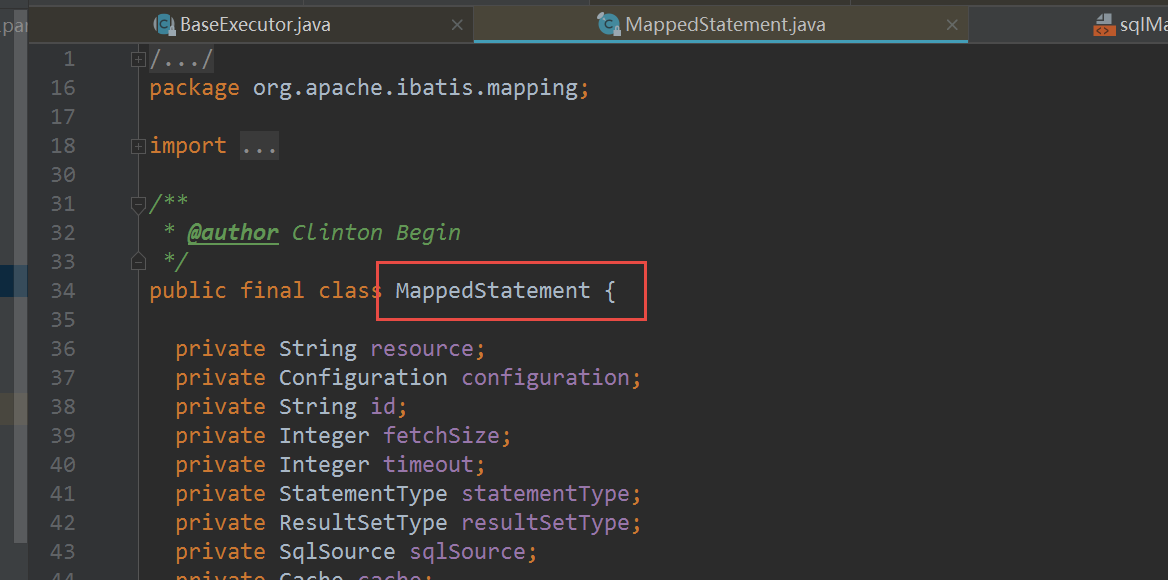 .par BaseExecutor.java MappedStatement.java sqlMa
1 /.../
16 package org.apache.ibatis.mapping;
17
18 import ...
30
31 /**
32 * @author Clinton Begin
33 */
34 public final class MappedStatement {
35
36 private String resource;
37 private Configuration configuration;
38 private String id;
39 private Integer fetchSize;
40 private Integer timeout;
41 private StatementType statementType;
42 private ResultSetType resultSetType;
43 private SqlSource sqlSource;
44 private Cache cache;